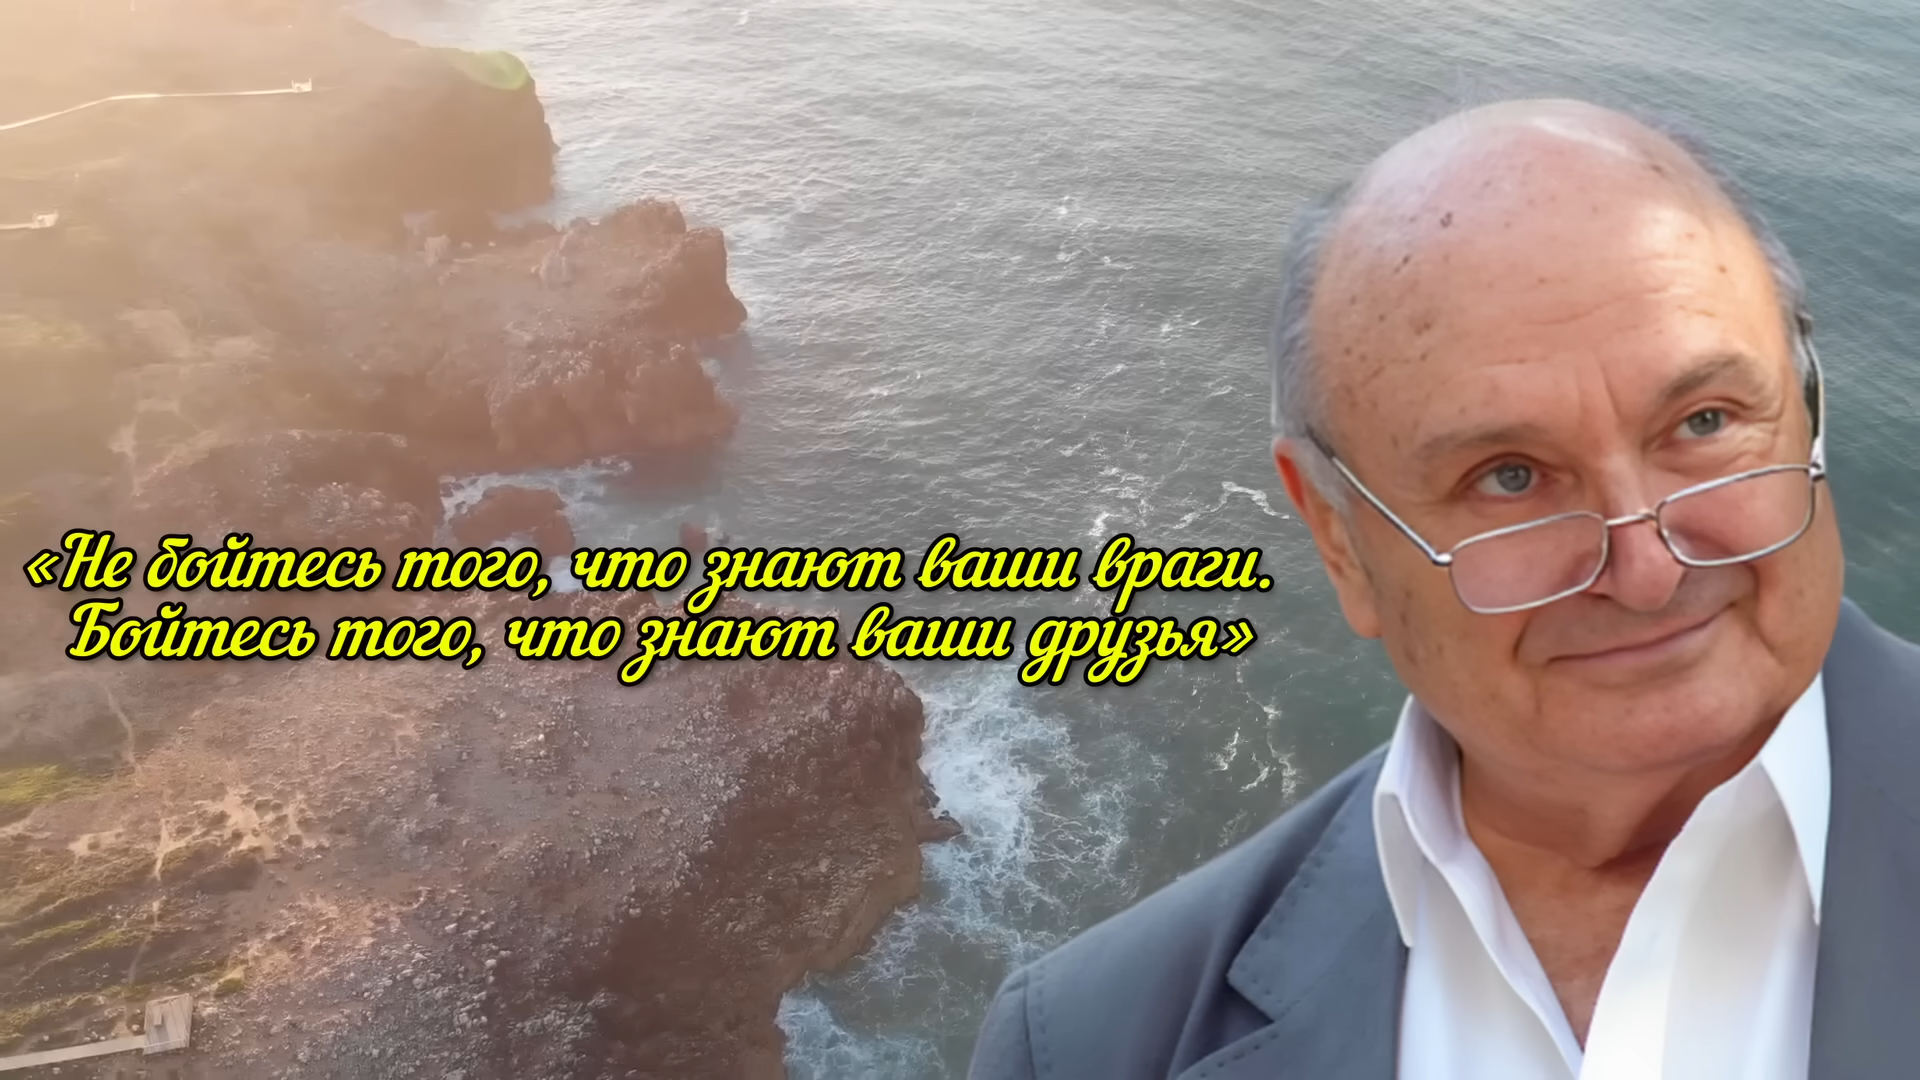 «Не бойтесь того, что знают ваши враги.
Бойтесь того, что знают ваши друзья»